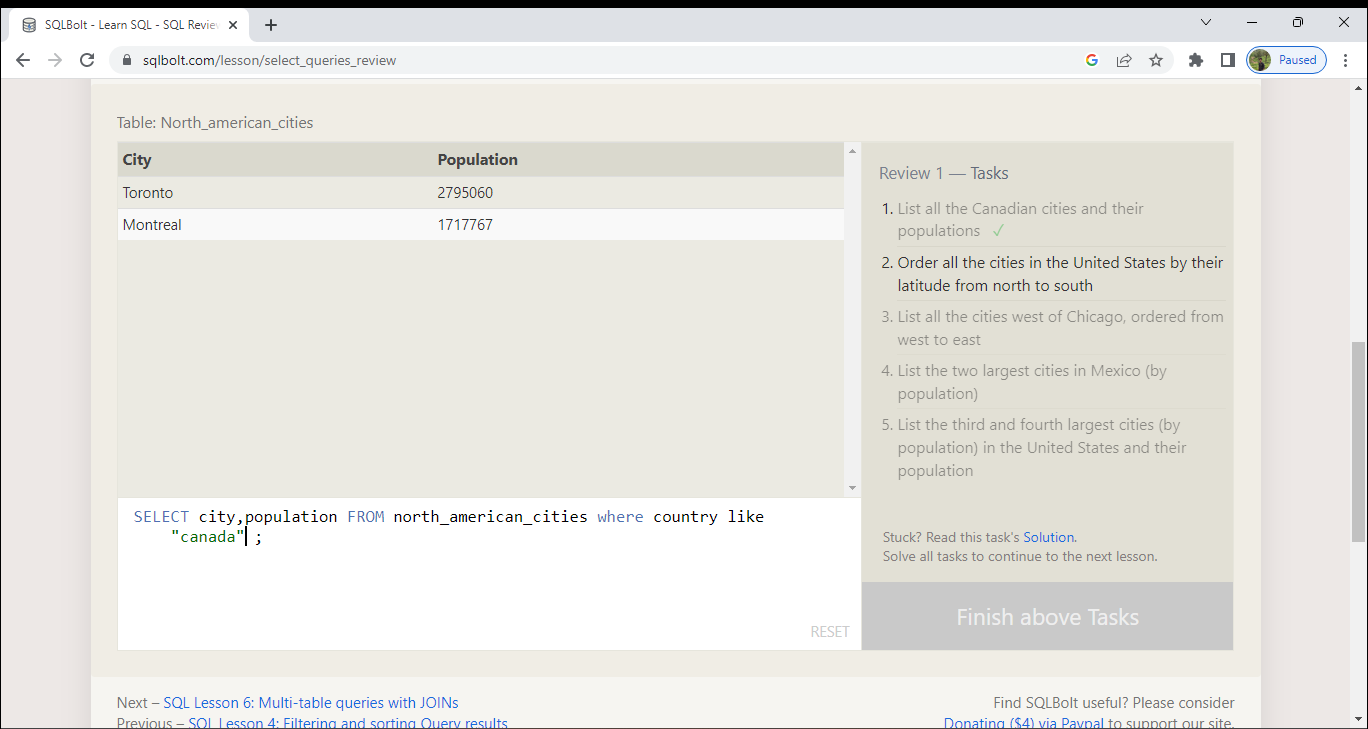 SQLBolt - Learn SQL - SQL Revie
sqlbolt.com/lesson/select_queries_review
Paused
Table: North_american_cities
City Population
Toronto 2795060
Montreal 1717767
SELECT city,population FROM north_american_cities where country like
"canada" ;
RESET
Review 1 — Tasks
1. List all the Canadian cities and their
populations ✓
2. Order all the cities in the United States by their
latitude from north to south
3. List all the cities west of Chicago, ordered from
west to east
4. List the two largest cities in Mexico (by
population)
5. List the third and fourth largest cities (by
population) in the United States and their
population
Stuck? Read this task's Solution.
Solve all tasks to continue to the next lesson.
Finish above Tasks
Next – SQL Lesson 6: Multi-table queries with JOINs
Previous – SQL Lesson 4: Filtering and sorting Query results
Find SQLBolt useful? Please consider
Donating ($4) via Paypal to support our site.